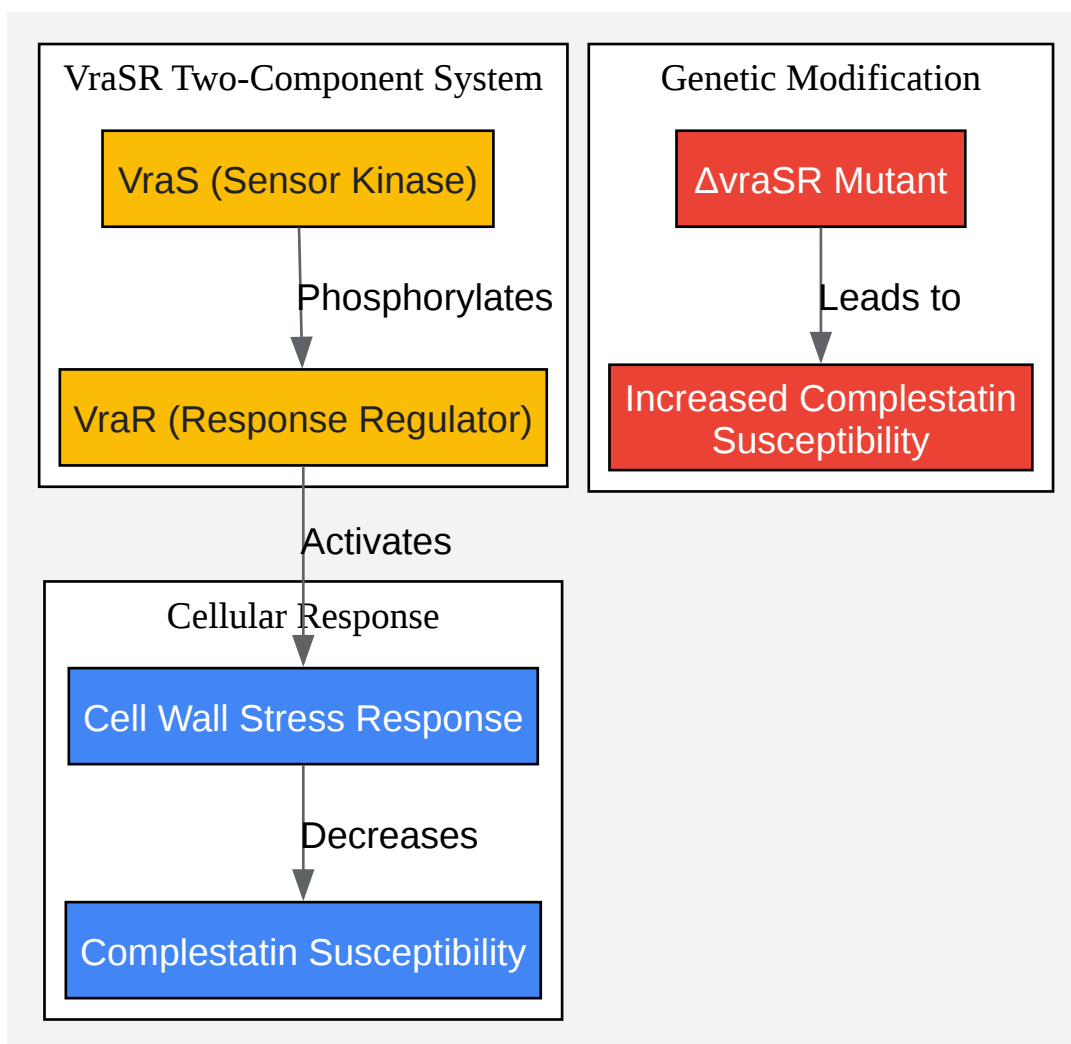 VraSR Two-Component System
VraS (Sensor Kinase)
Phosphorylates
VraR (Response Regulator)
Activates
Cellular Response
Cell Wall Stress Response
Decreases
Complestatin Susceptibility
Genetic Modification
ΔvraSR Mutant
Leads to
Increased Complestatin
Susceptibility